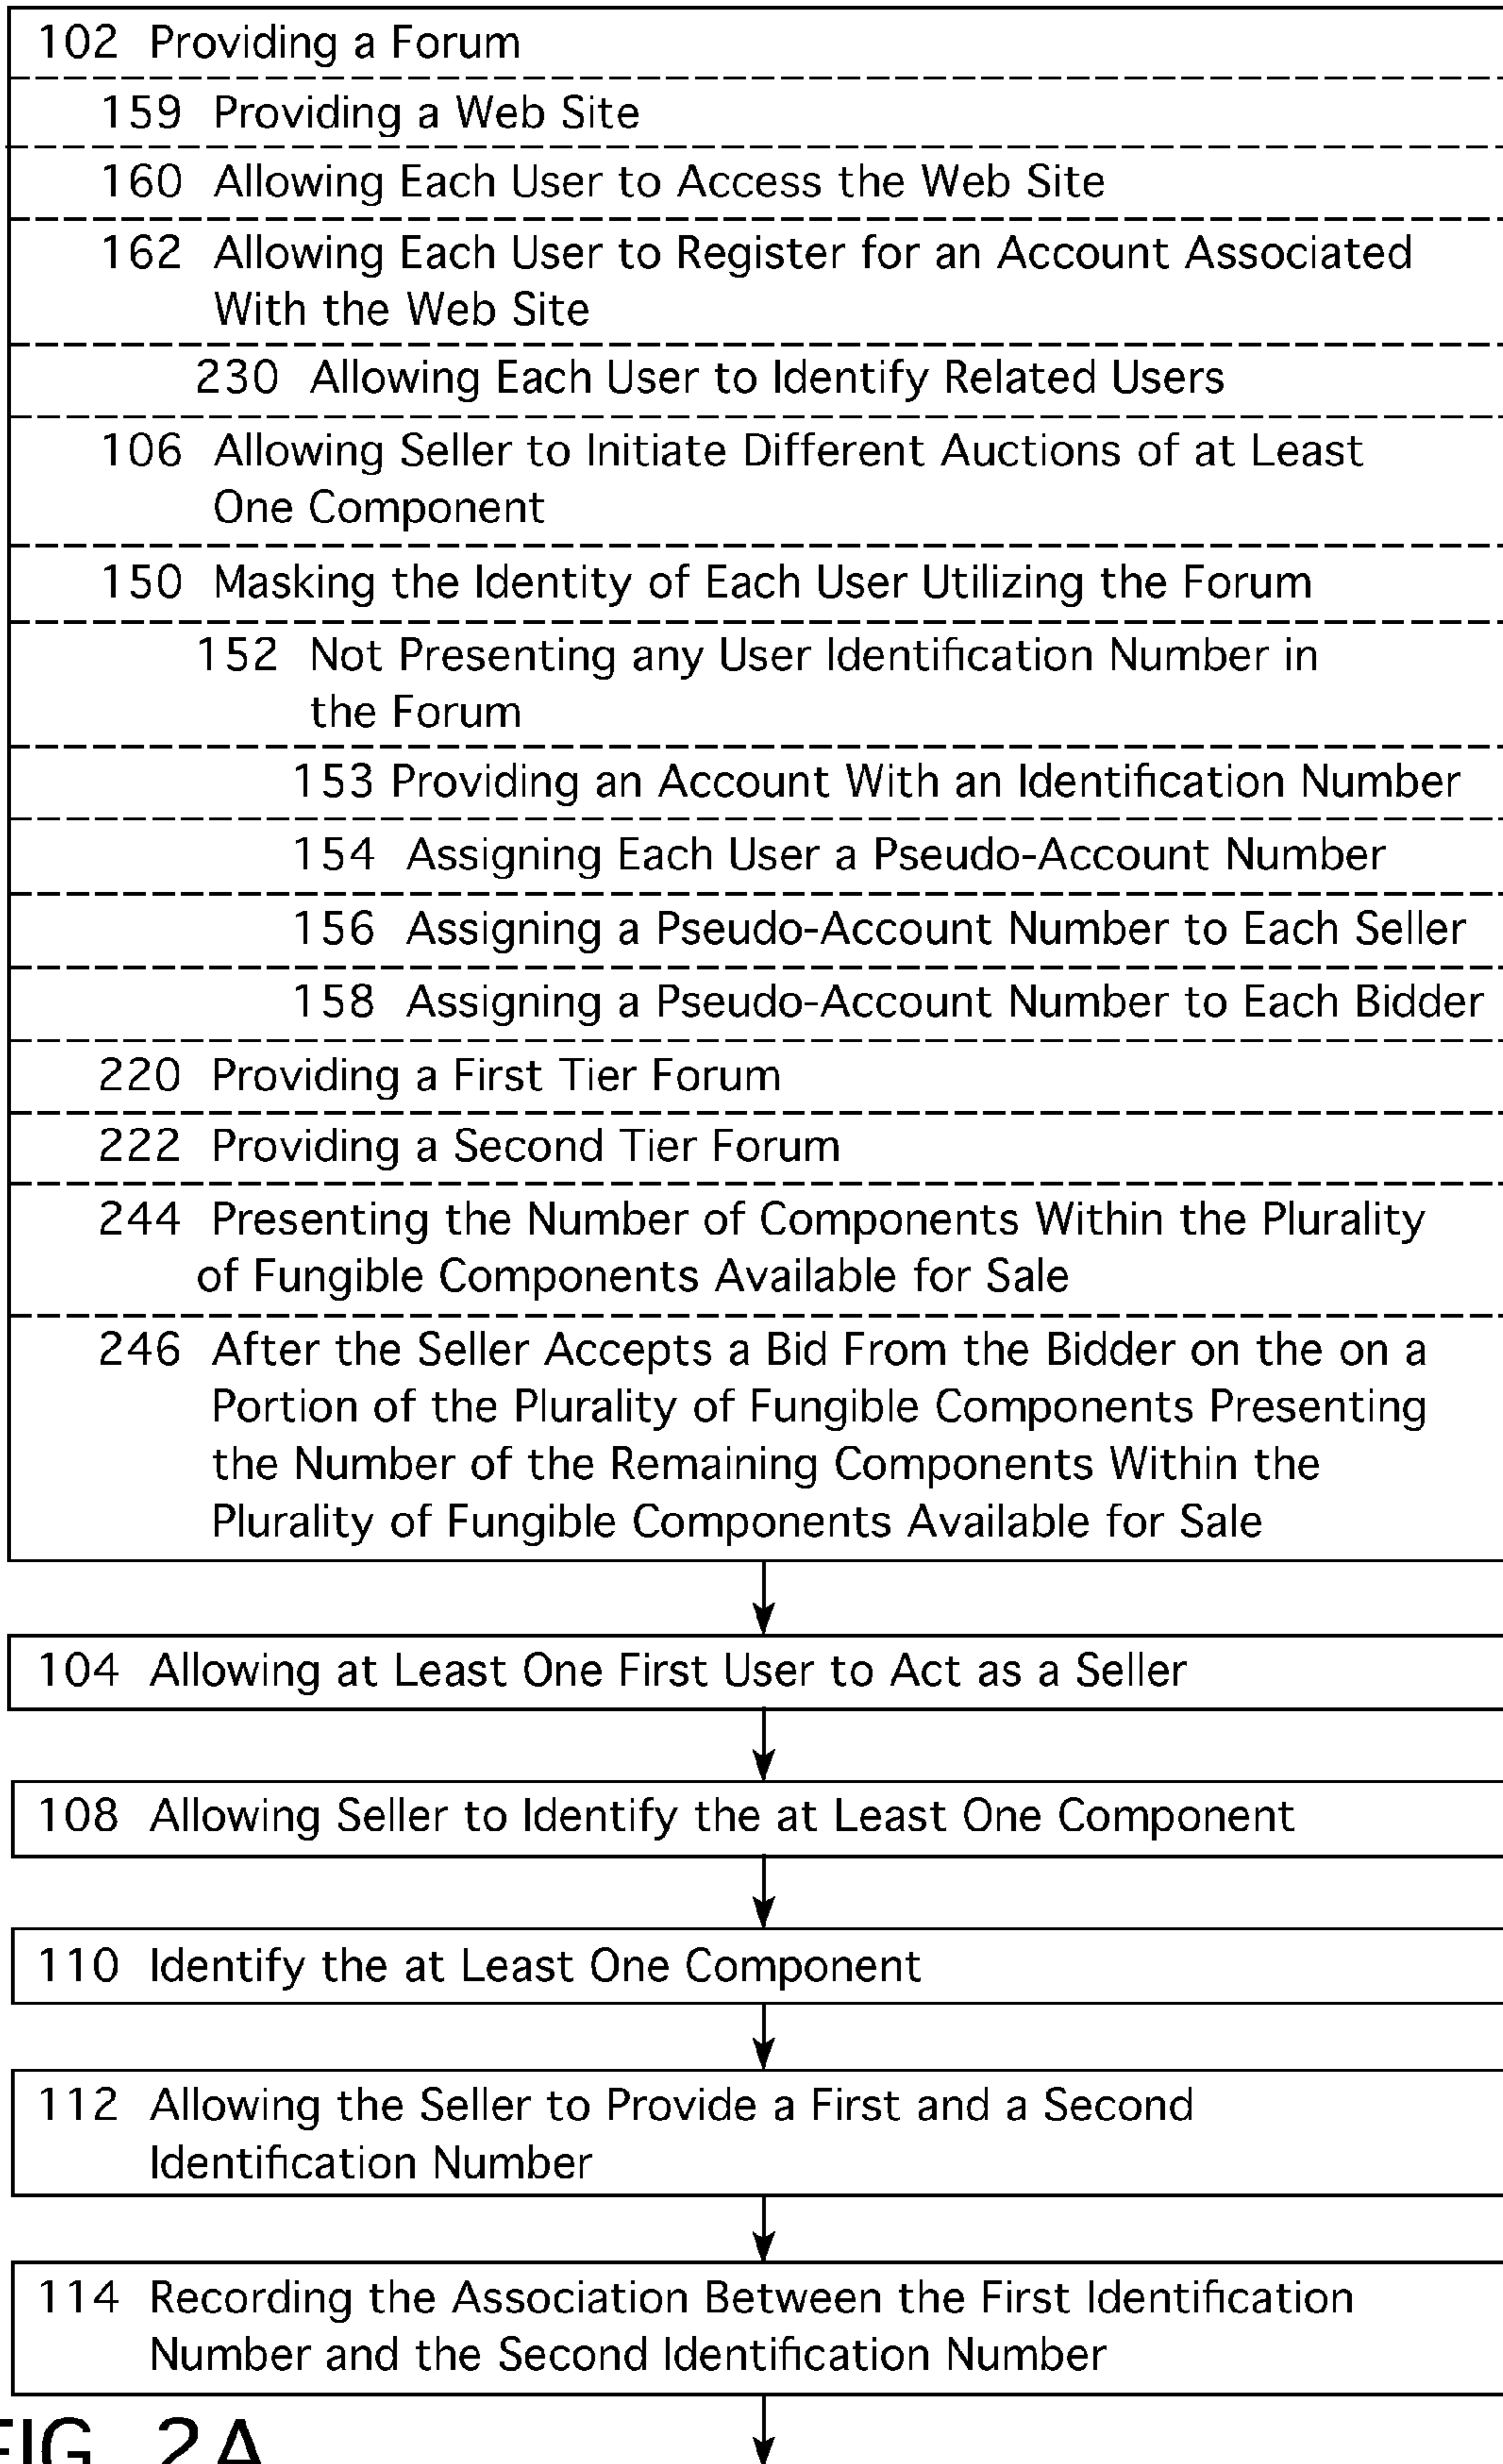 102 Providing a Forum
159 Providing a Web Site
160 Allowing Each User to Access the Web Site
162 Allowing Each User to Register for an Account Associated
With the Web Site
230 Allowing Each User to Identify Related Users
106 Allowing Seller to Initiate Different Auctions of at Least
One Component
150 Masking the Identity of Each User Utilizing the Forum
152 Not Presenting any User Identification Number in
the Forum
153 Providing an Account With an Identification Number
154 Assigning Each User a Pseudo-Account Number
156 Assigning a Pseudo-Account Number to Each Seller
158 Assigning a Pseudo-Account Number to Each Bidder
220 Providing a First Tier Forum
222 Providing a Second Tier Forum
244 Presenting the Number of Components Within the Plurality
of Fungible Components Available for Sale
246 After the Seller Accepts a Bid From the Bidder on the on a
Portion of the Plurality of Fungible Components Presenting
the Number of the Remaining Components Within the
Plurality of Fungible Components Available for Sale
104 Allowing at Least One First User to Act as a Seller
108 Allowing Seller to Identify the at Least One Component
110 Identify the at Least One Component
112 Allowing the Seller to Provide a First and a Second
Identification Number
114 Recording the Association Between the First Identification
Number and the Second Identification Number
FIG. 2A